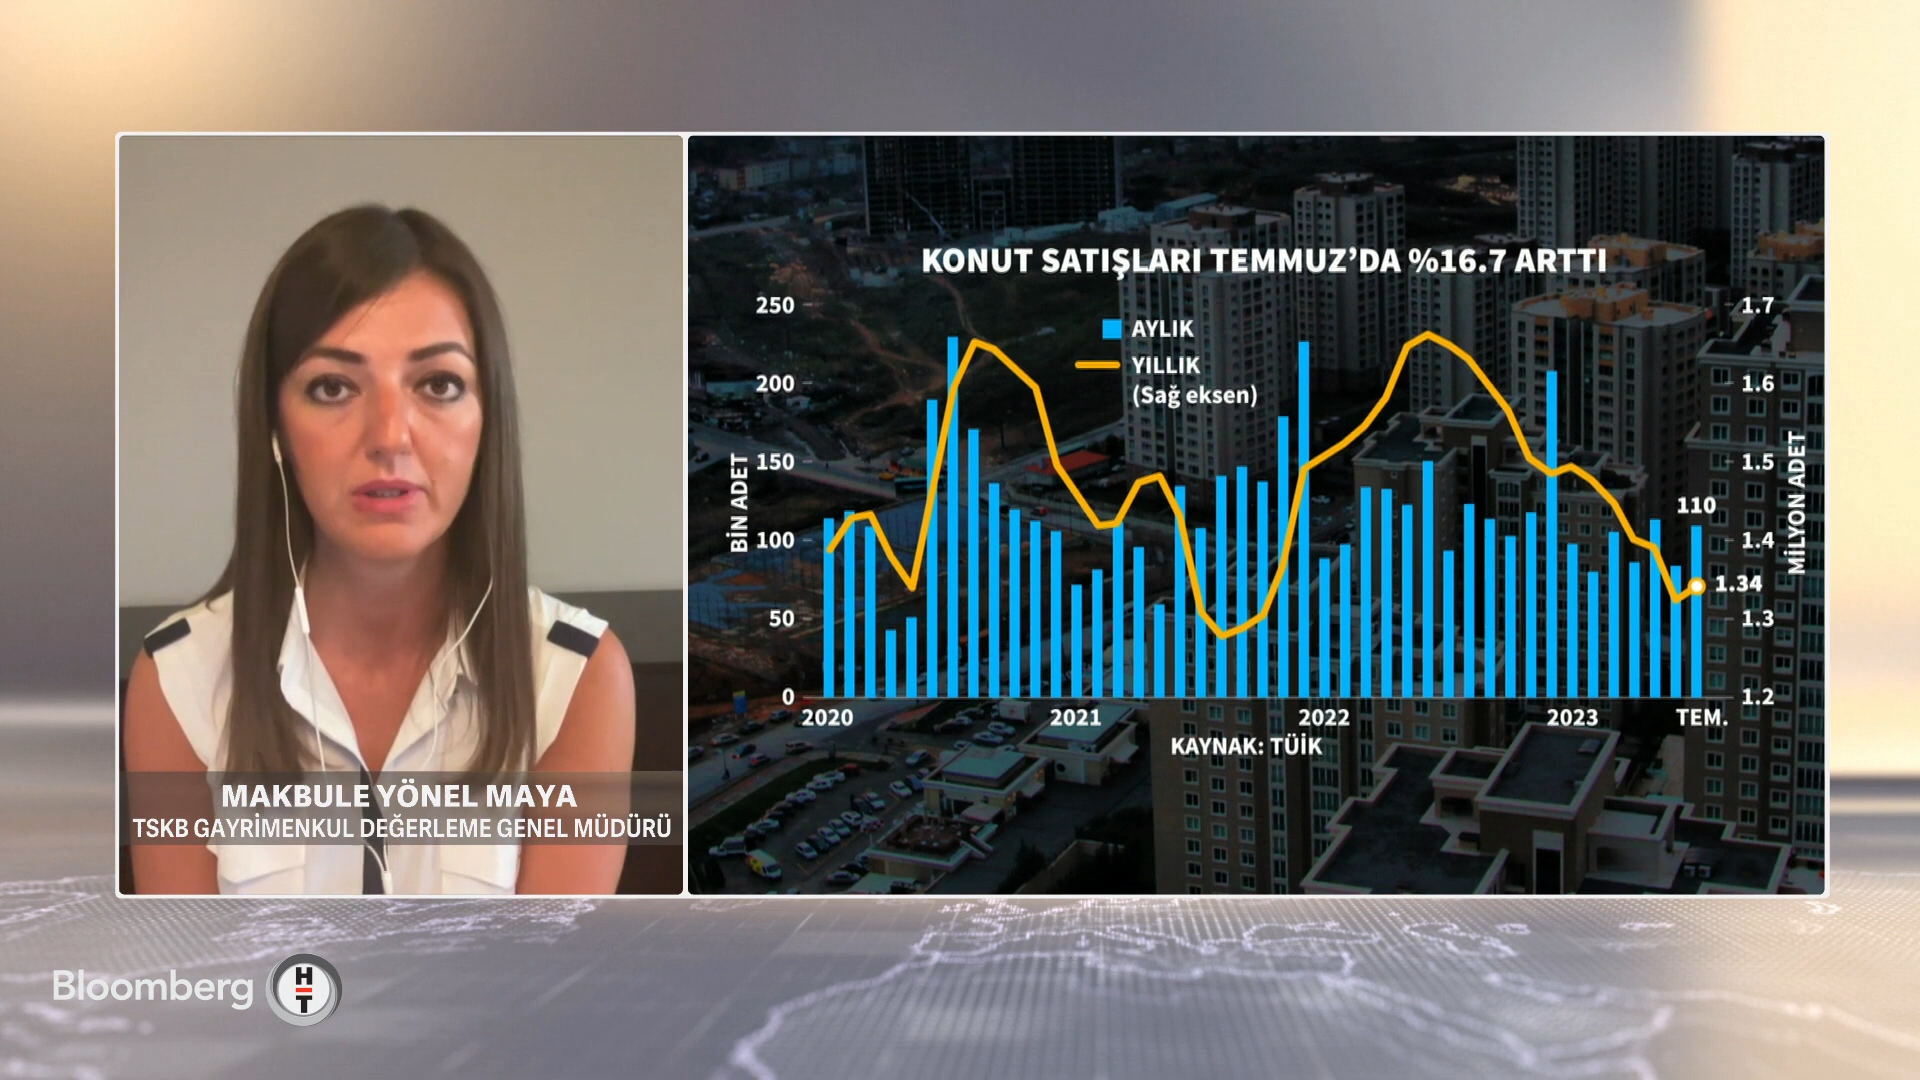 KONUT SATIŞLARI TEMMUZ’DA %16.7 ARTTI
AYLIK
YILLIK
(Sağ eksen)
BİN ADET
250
200
150
100
50
0
1.7
1.6
1.5
1.4
1.3
1.2
MİLYON ADET
110
1.34
2020
2021
2022
2023
TEM.
KAYNAK: TÜİK
MAKBULE YÖNEL MAYA
TSKB GAYRİMENKUL DEĞERLEME GENEL MÜDÜRÜ
Bloomberg
HT